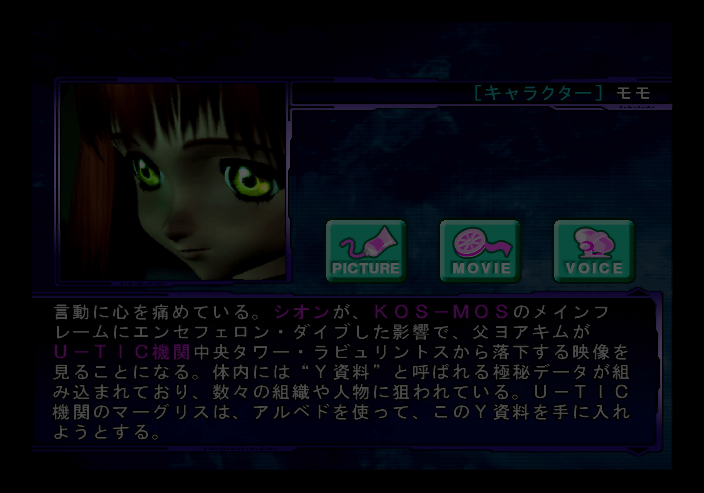 [キャラクター] モモ
PICTURE
MOVIE
VOICE
言動に心を痛めている。シオンが、ＫＯＳ－ＭＯＳのメインフ
レームにエンセフェロン・ダイブした影響で、父ヨアキムが
Ｕ－ＴＩＣ機関中央タワー・ラビュリントスから落下する映像を
見ることになる。体内には“Ｙ資料”と呼ばれる極秘データが組
み込まれており、数々の組織や人物に狙われている。Ｕ－ＴＩＣ
機関のマーグリスは、アルベドを使って、このＹ資料を手に入れ
ようとする。